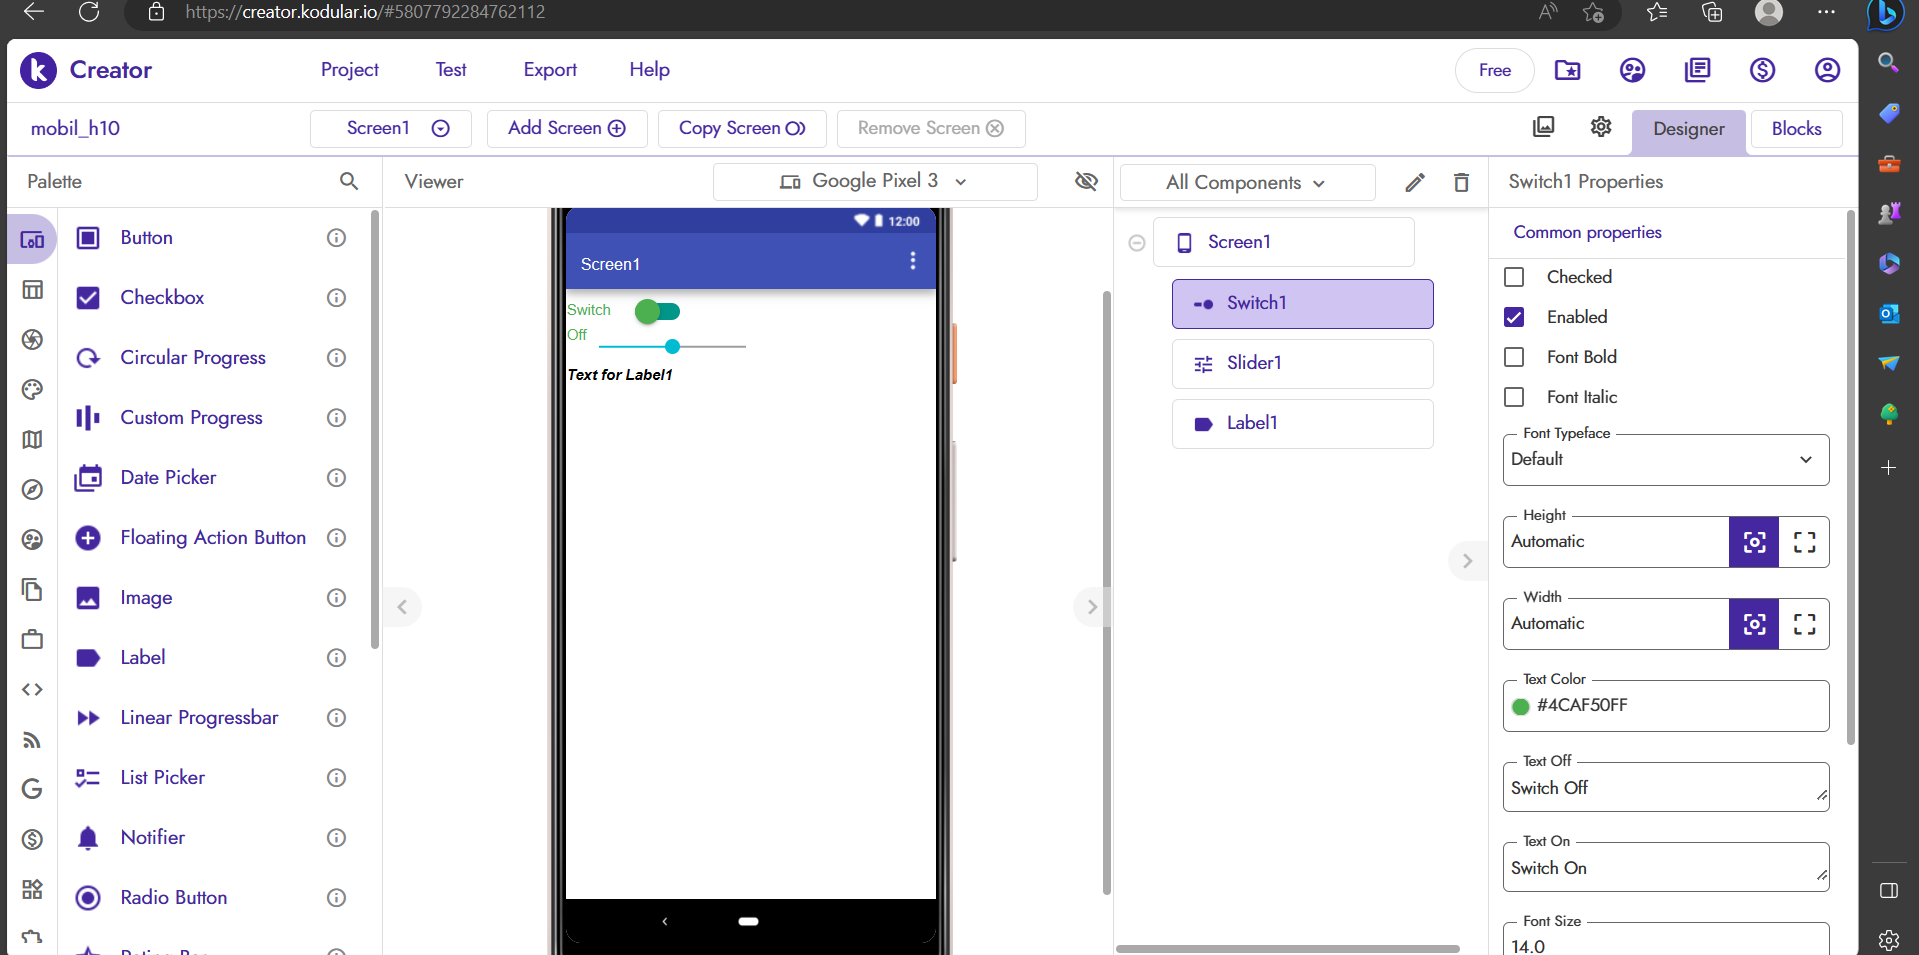 https://creator.kodular.io/#5807792284762112
Creator
Project
Test
Export
Help
Free
mobil_h10
Screen1
Add Screen
Copy Screen
Remove Screen
Designer
Blocks
Palette
Viewer
Google Pixel 3
All Components
Switch1 Properties
Button
Checkbox
Circular Progress
Custom Progress
Date Picker
Floating Action Button
Image
Label
Linear Progressbar
List Picker
Notifier
Radio Button
12:00
Screen1
Switch
Off
Text for Label1
Screen1
Switch1
Slider1
Label1
Common properties
Checked
Enabled
Font Bold
Font Italic
Font Typeface
Default
Height
Automatic
Width
Automatic
Text Color
#4CAF50FF
Text Off
Switch Off
Text On
Switch On
Font Size
14.0